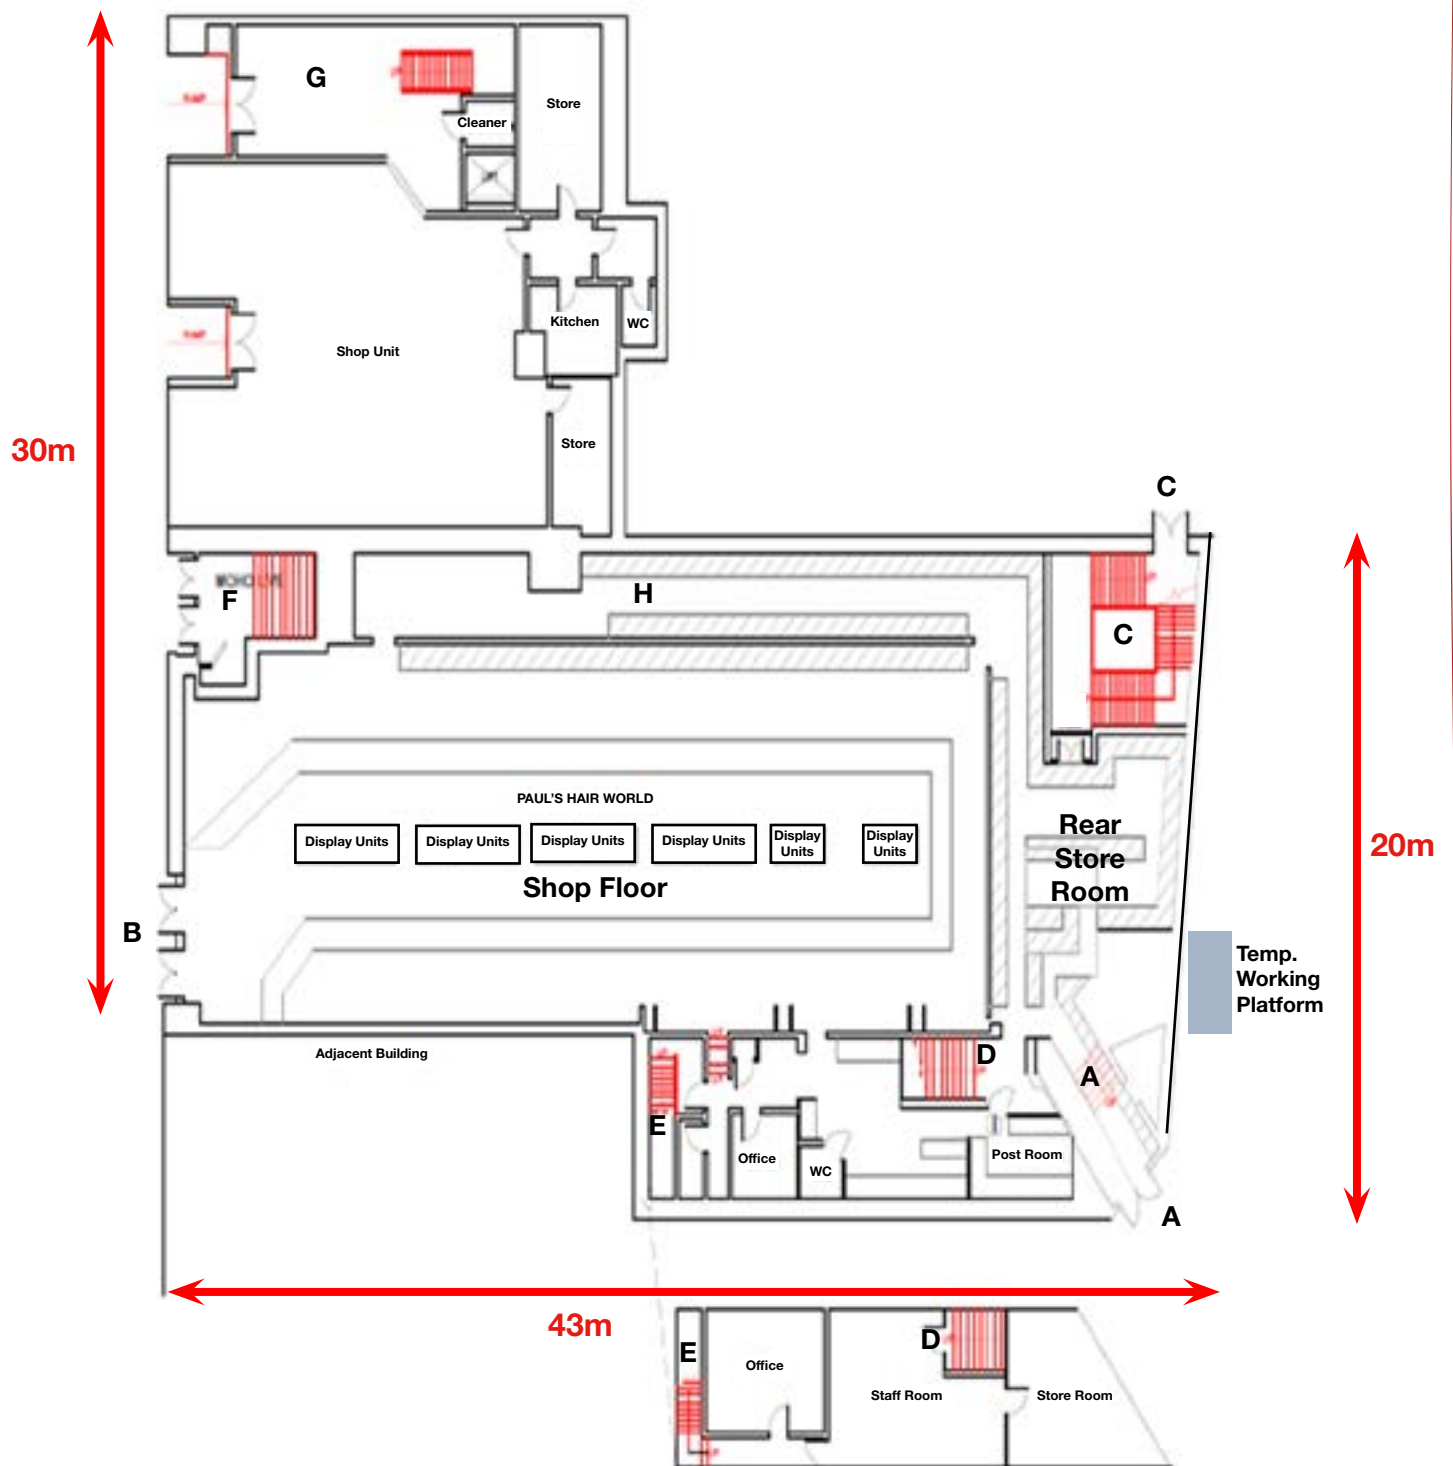 G
Store
Cleaner
Kitchen
WC
Shop Unit
30m
Store
C
F
H
C
PAUL'S HAIR WORLD
Display Units
Display Units
Display Units
Display Units
Display
Units
Display
Units
Shop Floor
Rear
Store
Room
20m
B
Temp.
Working
Platform
Adjacent Building
D
A
E
Office
WC
Post Room
A
43m
E
Office
D
Staff Room
Store Room